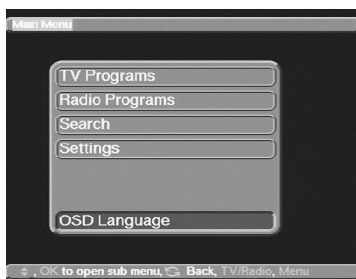 Main Menu
TV Programs
Radio Programs
Search
Settings
OSD Language
, OK to open sub menu, Back, TV/Radio, Menu